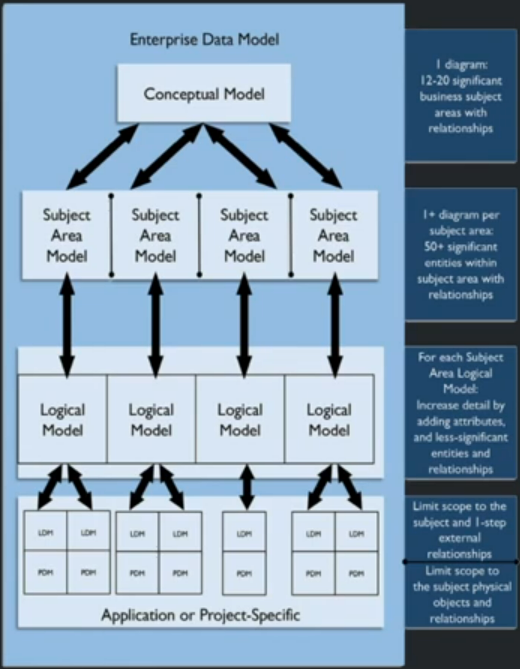 Enterprise Data Model
Conceptual Model
1 diagram:
12-20 significant
business subject
areas with
relationships
Subject
Area
Model
Subject
Area
Model
Subject
Area
Model
Subject
Area
Model
1+ diagram per
subject area:
50+ significant
entities within
subject area with
relationships
Logical
Model
Logical
Model
Logical
Model
Logical
Model
For each Subject
Area Logical
Model:
Increase detail by
adding attributes,
and less-significant
entities and
relationships
LDM LDM LDM LDM LDM LDM LDM
PDM PDM PDM PDM PDM PDM PDM
Application or Project-Specific
Limit scope to the
subject and 1-step
external
relationships
Limit scope to
the subject physical
objects and
relationships